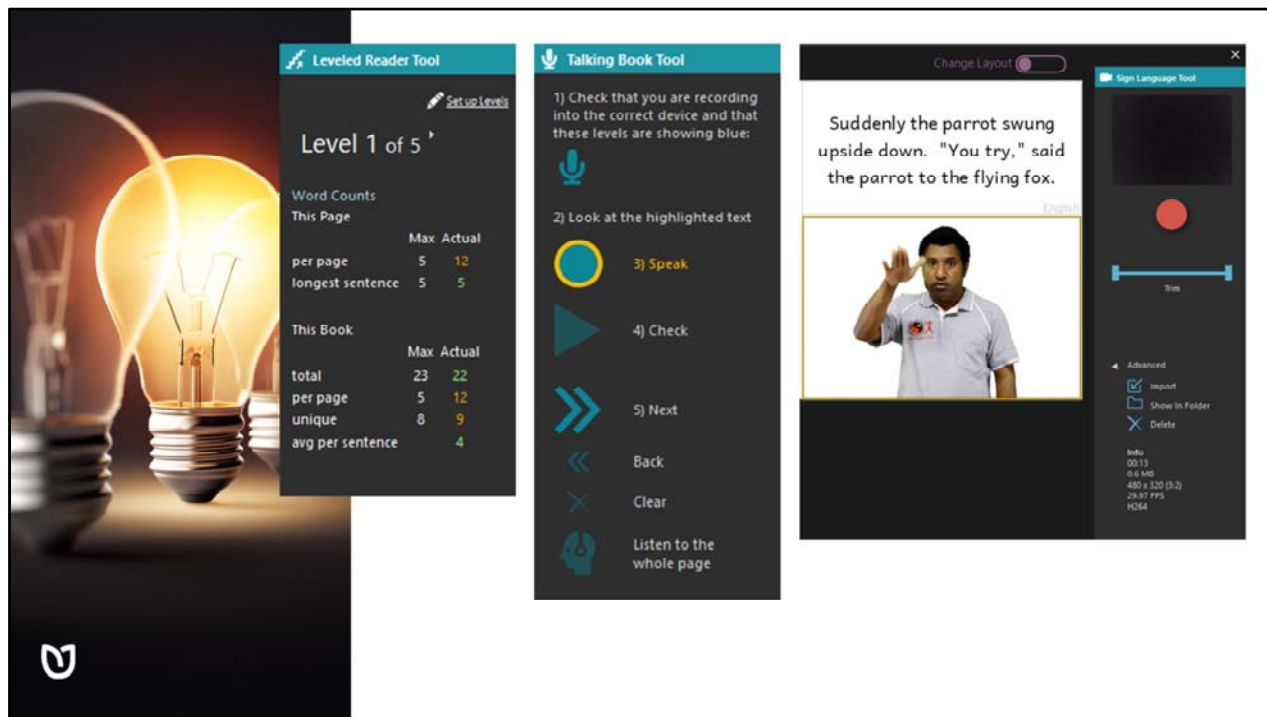 Leveled Reader Tool
Set up Levels
Level 1 of 5
Word Counts
This Page
Max Actual
per page 5 12
longest sentence 5 5
This Book
Max Actual
total 23 22
per page 5 12
unique 8 9
avg per sentence 4
Talking Book Tool
1) Check that you are recording
into the correct device and that
these levels are showing blue:
2) Look at the highlighted text
3) Speak
4) Check
5) Next
Back
Clear
Listen to the
whole page
Change Layout
Suddenly the parrot swung
upside down. "You try," said
the parrot to the flying fox.
English
Sign Language Tool
Trim
Advanced
Import
Show In Folder
Delete
Info
00:13
0.6 MB
480 x 320 (3:2)
29.97 FPS
H264